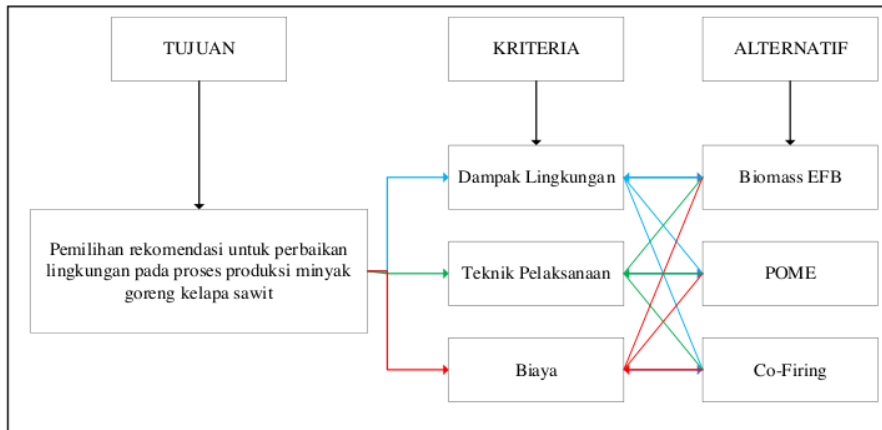 TUJUAN
KRITERIA
ALTERNATIF
Pemilihan rekomendasi untuk perbaikan
lingkungan pada proses produksi minyak
goreng kelapa sawit
Dampak Lingkungan
Biomass EFB
Teknik Pelaksanaan
POME
Biaya
Co-Firing